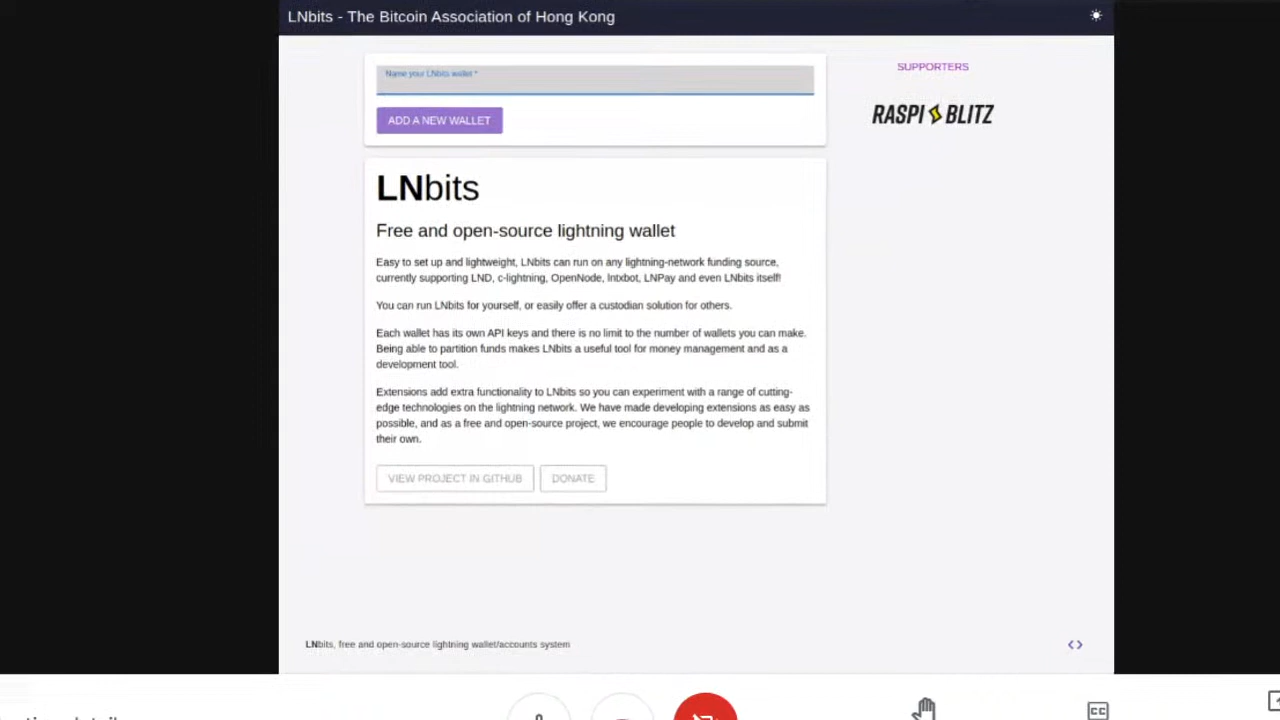 LNbits - The Bitcoin Association of Hong Kong
Name your LNbits wallet *
ADD A NEW WALLET
SUPPORTERS
RASPI BLITZ
LNbits
Free and open-source lightning wallet
Easy to set up and lightweight, LNbits can run on any lightning-network funding source,
currently supporting LND, c-lightning, OpenNode, lntxbot, LNPay and even LNbits itself!
You can run LNbits for yourself, or easily offer a custodian solution for others.
Each wallet has its own API keys and there is no limit to the number of wallets you can make.
Being able to partition funds makes LNbits a useful tool for money management and as a
development tool.
Extensions add extra functionality to LNbits so you can experiment with a range of cutting-
edge technologies on the lightning network. We have made developing extensions as easy as
possible, and as a free and open-source project, we encourage people to develop and submit
their own.
VIEW PROJECT IN GITHUB
DONATE
LNbits, free and open-source lightning wallet/accounts system
CC